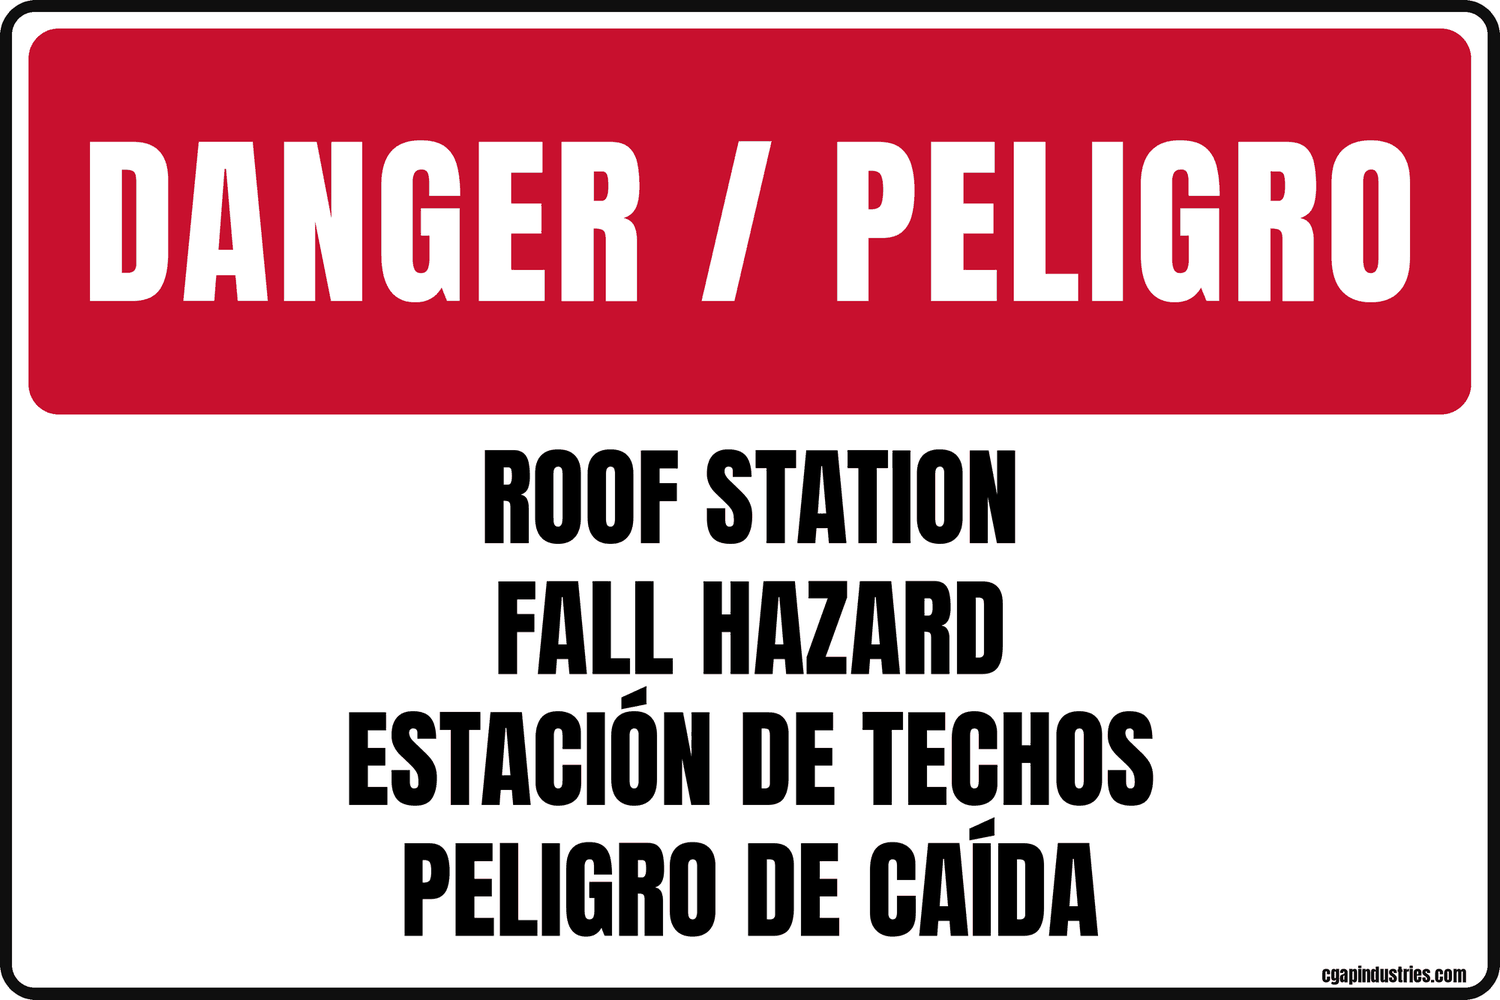 DANGER / PELIGRO
ROOF STATION
FALL HAZARD
ESTACIÓN DE TECHOS
PELIGRO DE CAÍDA
cgapindustries.com